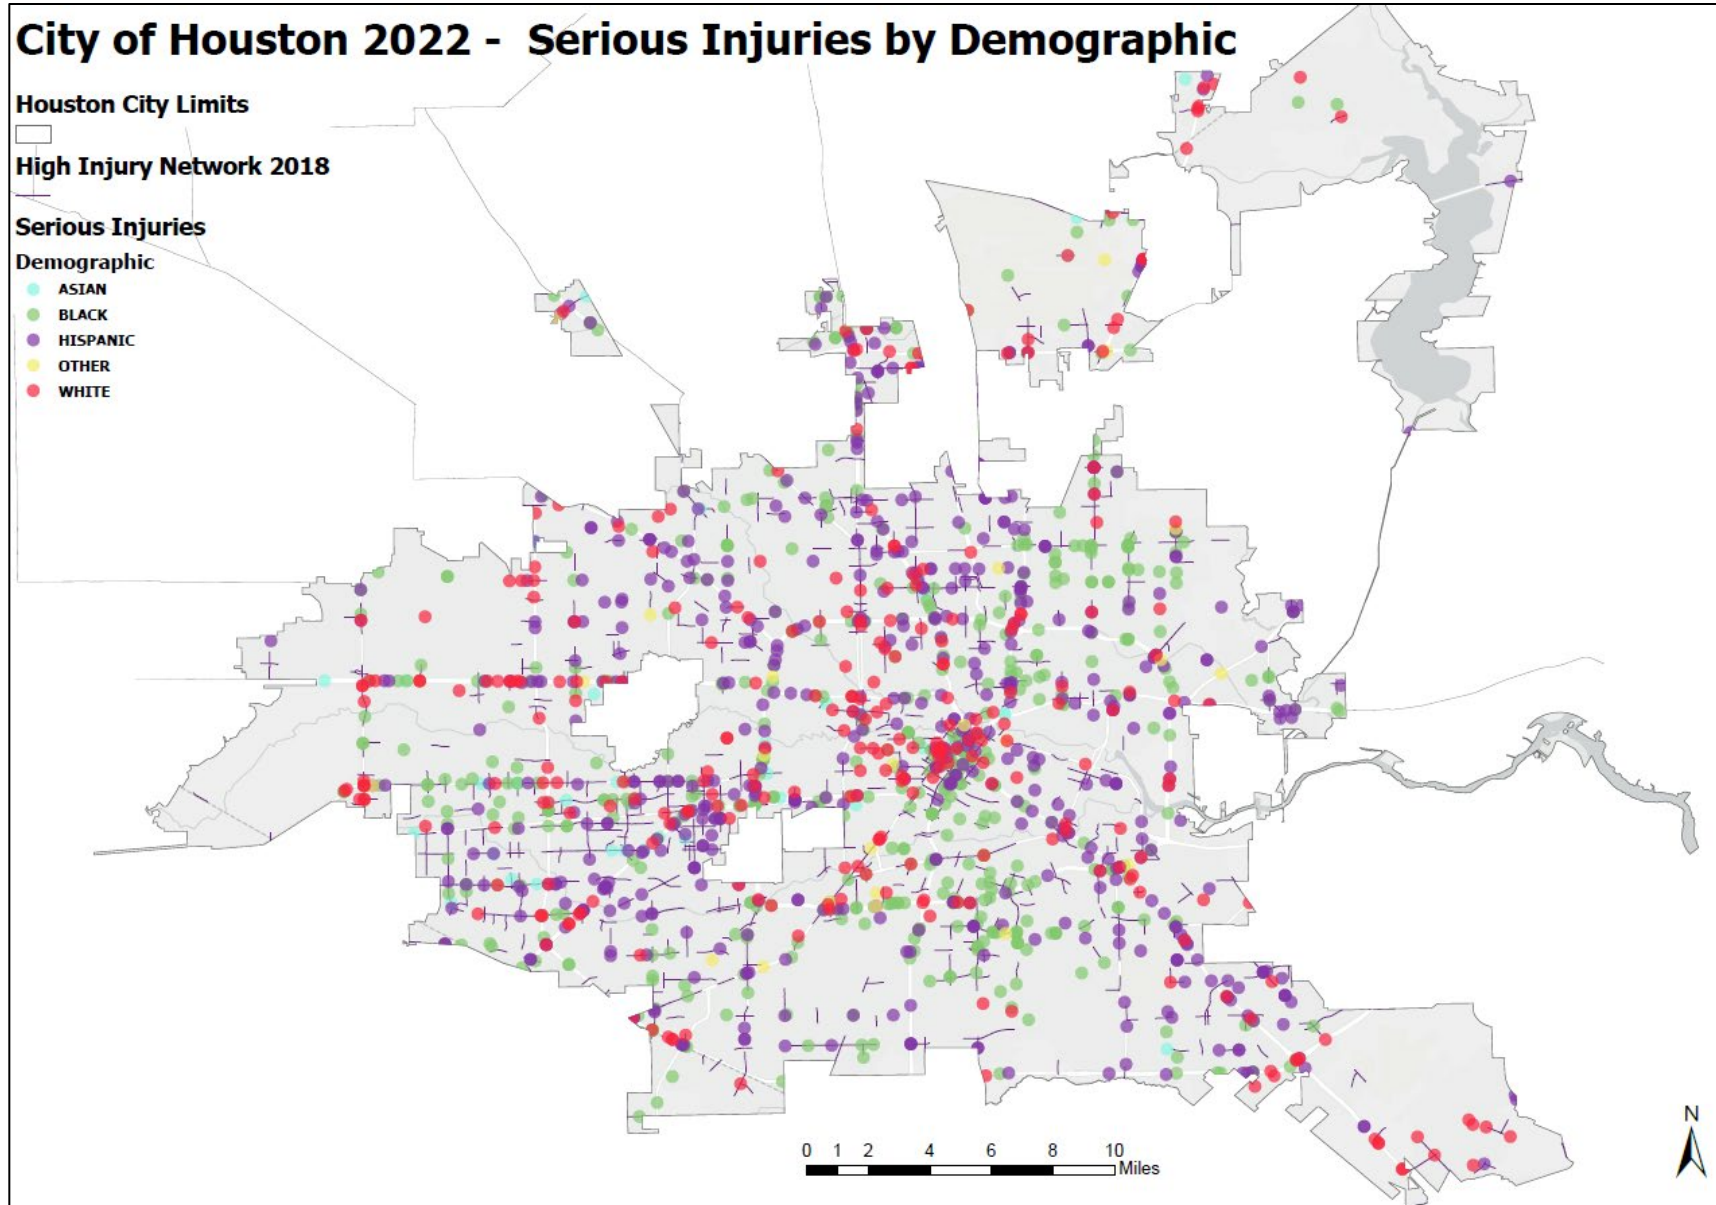 City of Houston 2022 -  Serious Injuries by Demographic
Houston City Limits
High Injury Network 2018
Serious Injuries
Demographic
ASIAN
BLACK
HISPANIC
OTHER
WHITE
N
0 1 2 4 6 8 10
Miles